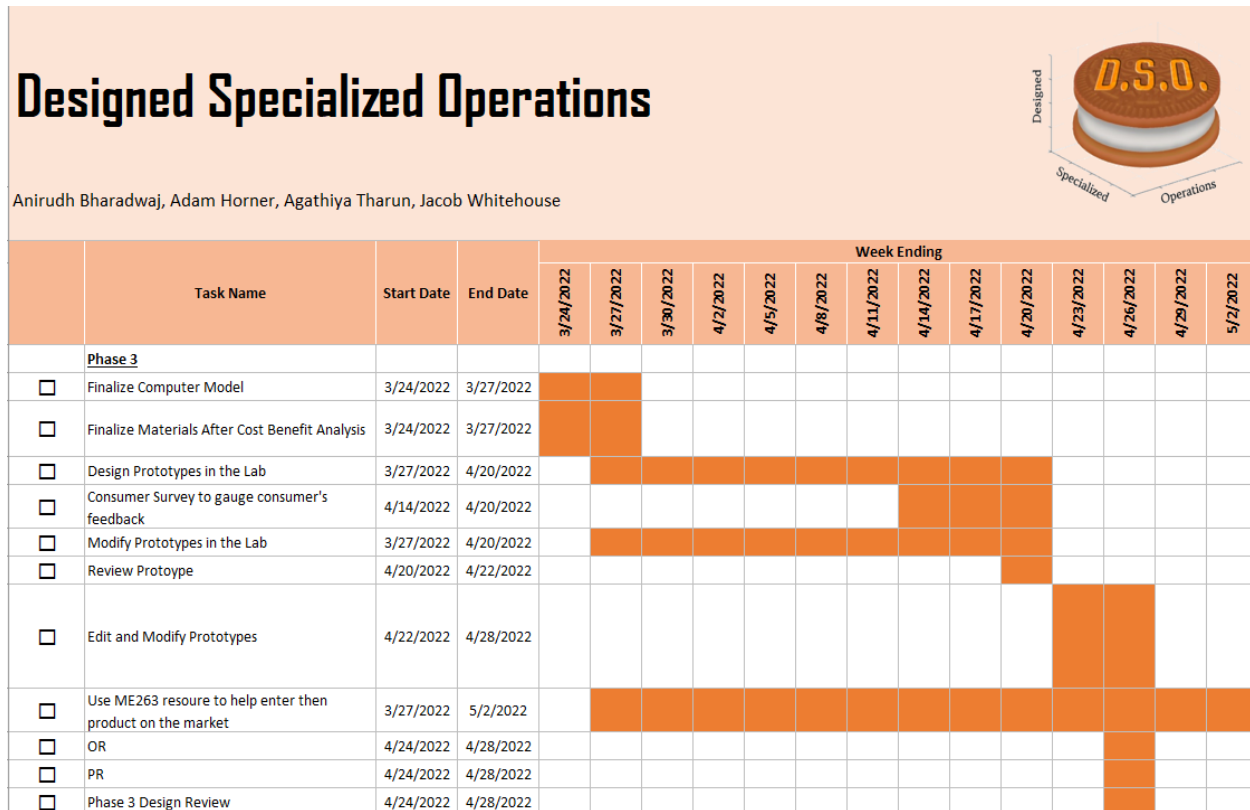 Designed Specialized Operations
D.S.O.
Designed
Specialized
Operations
Anirudh Bharadwaj, Adam Horner, Agathiya Tharun, Jacob Whitehouse
Task Name Start Date End Date Week Ending
3/24/2022 3/27/2022 3/30/2022 4/2/2022 4/5/2022 4/8/2022 4/11/2022 4/14/2022 4/17/2022 4/20/2022 4/23/2022 4/26/2022 4/29/2022 5/2/2022
Phase 3
Finalize Computer Model 3/24/2022 3/27/2022
Finalize Materials After Cost Benefit Analysis 3/24/2022 3/27/2022
Design Prototypes in the Lab 3/27/2022 4/20/2022
Consumer Survey to gauge consumer's
feedback 4/14/2022 4/20/2022
Modify Prototypes in the Lab 3/27/2022 4/20/2022
Review Protoype 4/20/2022 4/22/2022
Edit and Modify Prototypes 4/22/2022 4/28/2022
Use ME263 resoure to help enter then
product on the market 3/27/2022 5/2/2022
OR 4/24/2022 4/28/2022
PR 4/24/2022 4/28/2022
Phase 3 Design Review 4/24/2022 4/28/2022